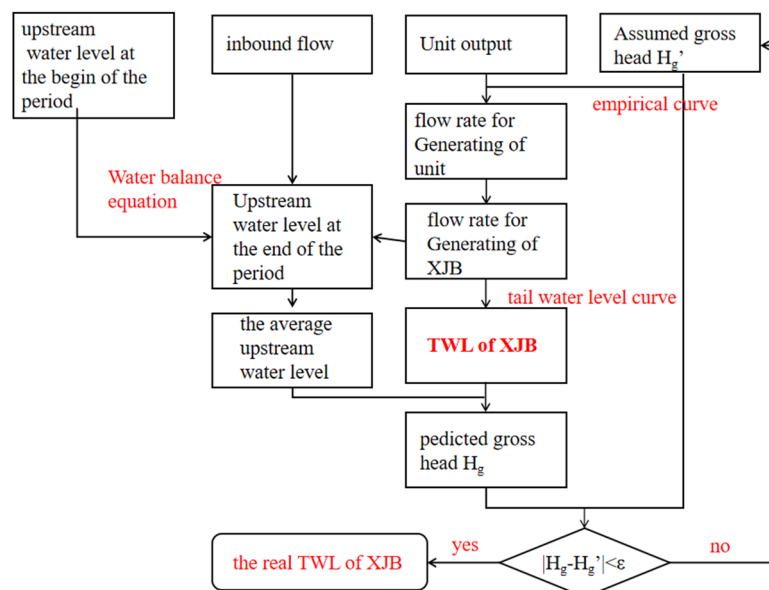 upstream
water level at
the begin of the
period
inbound flow
Unit output
Assumed gross
head Hg’
empirical curve
flow rate for
Generating of
unit
Water balance
equation
Upstream
water level at
the end of the
period
flow rate for
Generating of
XJB
tail water level curve
the average
upstream
water level
TWL of XJB
pedicted gross
head Hg
the real TWL of XJB
yes
|Hg-Hg’|<ε
no